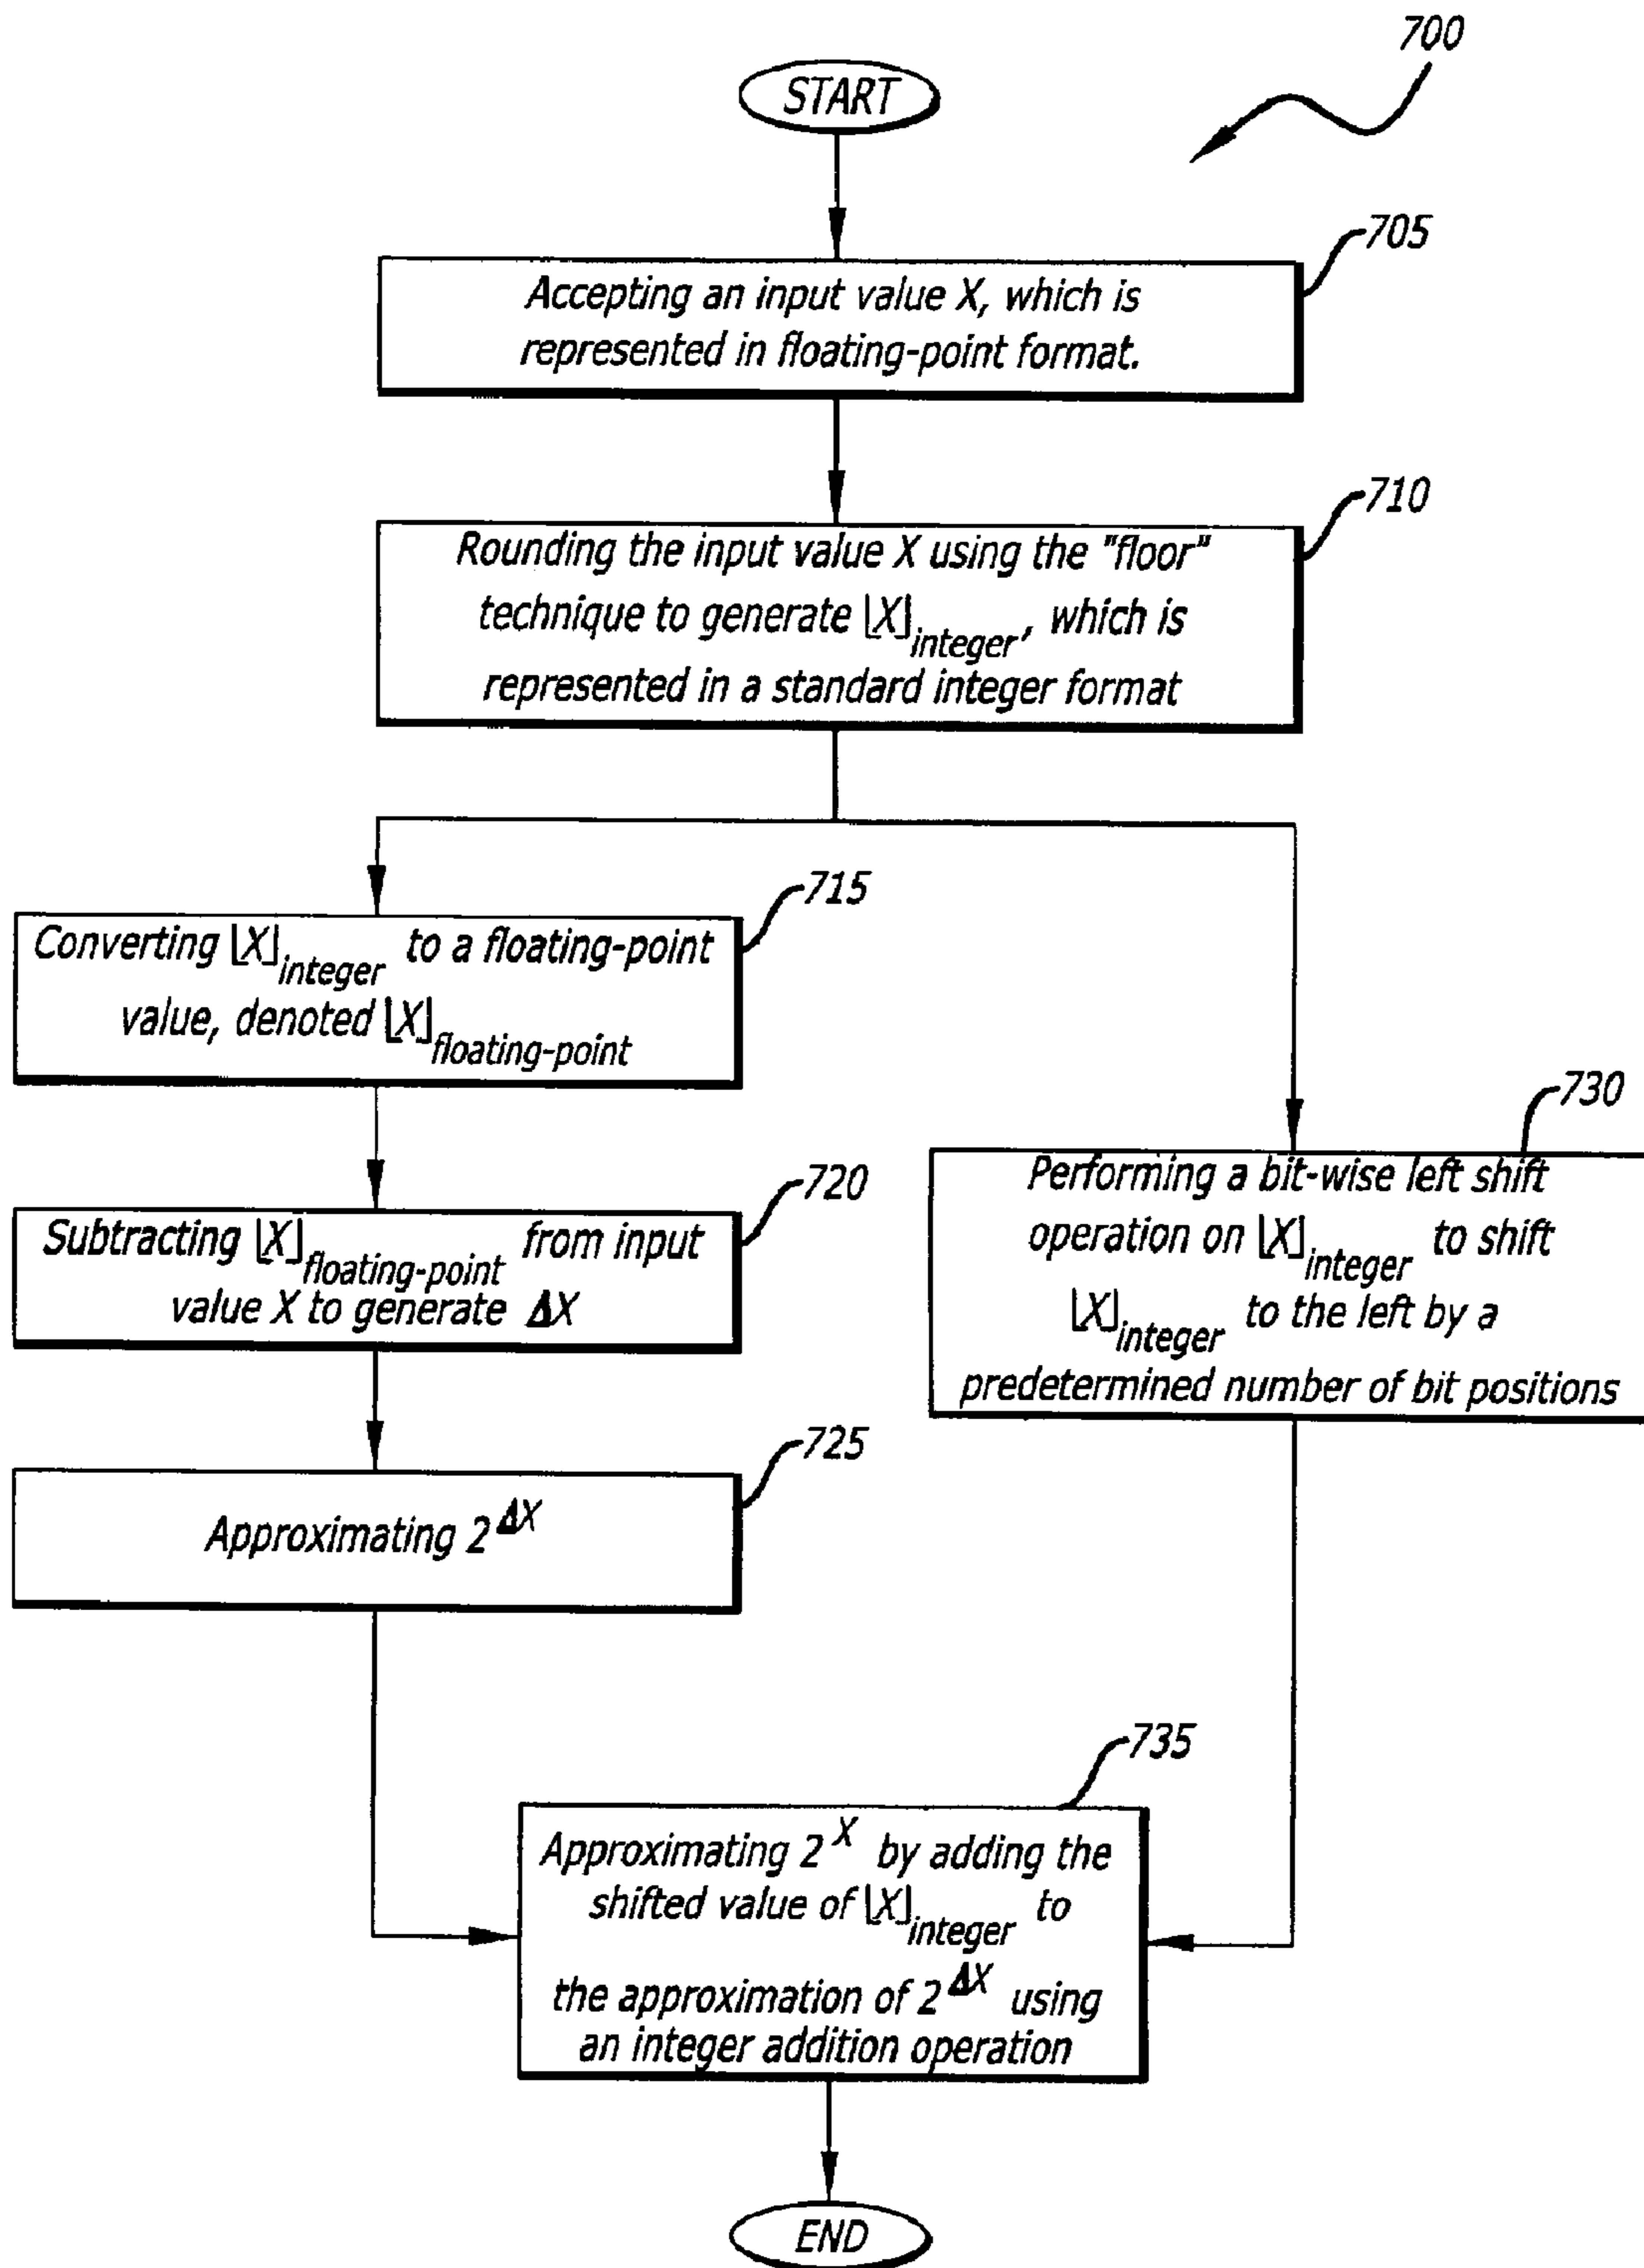 700
START
705
Accepting an input value X, which is
represented in floating-point format.
710
Rounding the input value X using the "floor"
technique to generate ⌊X⌋integer, which is
represented in a standard integer format
715
Converting ⌊X⌋integer to a floating-point
value, denoted ⌊X⌋floating-point
720
Subtracting ⌊X⌋floating-point from input
value X to generate ΔX
725
Approximating 2^ΔX
730
Performing a bit-wise left shift
operation on ⌊X⌋integer to shift
⌊X⌋integer to the left by a
predetermined number of bit positions
735
Approximating 2^X by adding the
shifted value of ⌊X⌋integer to
the approximation of 2^ΔX using
an integer addition operation
END